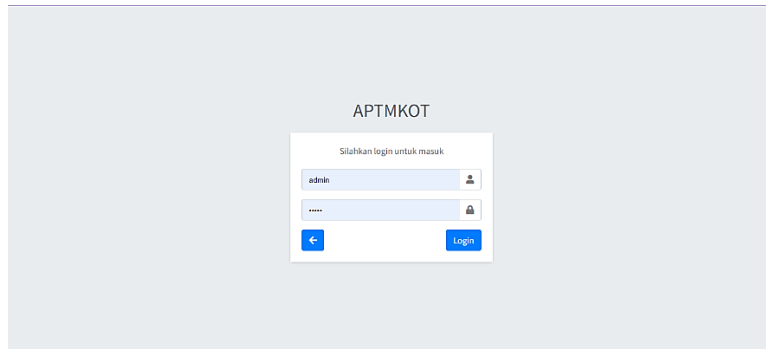 APTMKOT
Silahkan login untuk masuk
admin
•••••
Login